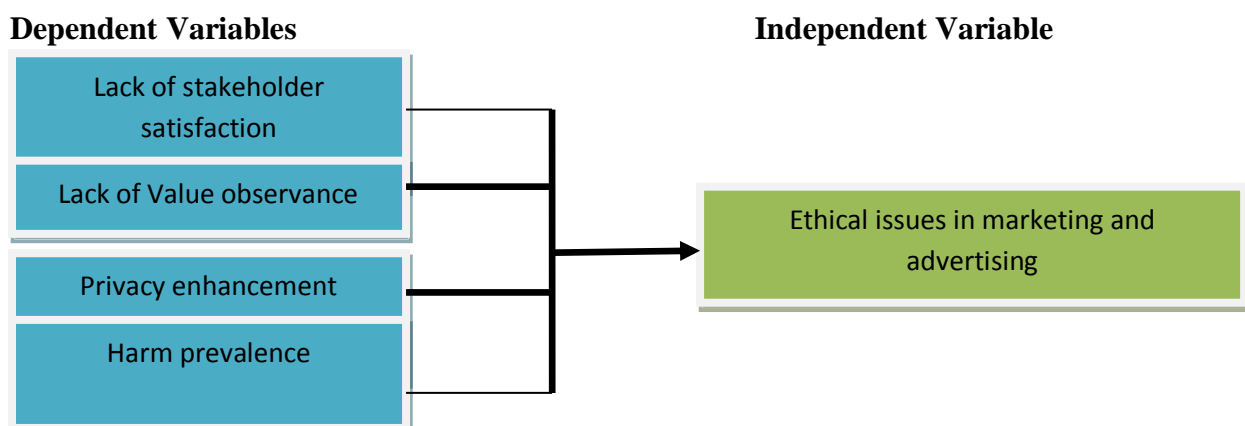 Dependent Variables
Independent Variable
Lack of stakeholder
satisfaction
Lack of Value observance
Privacy enhancement
Harm prevalence
Ethical issues in marketing and
advertising